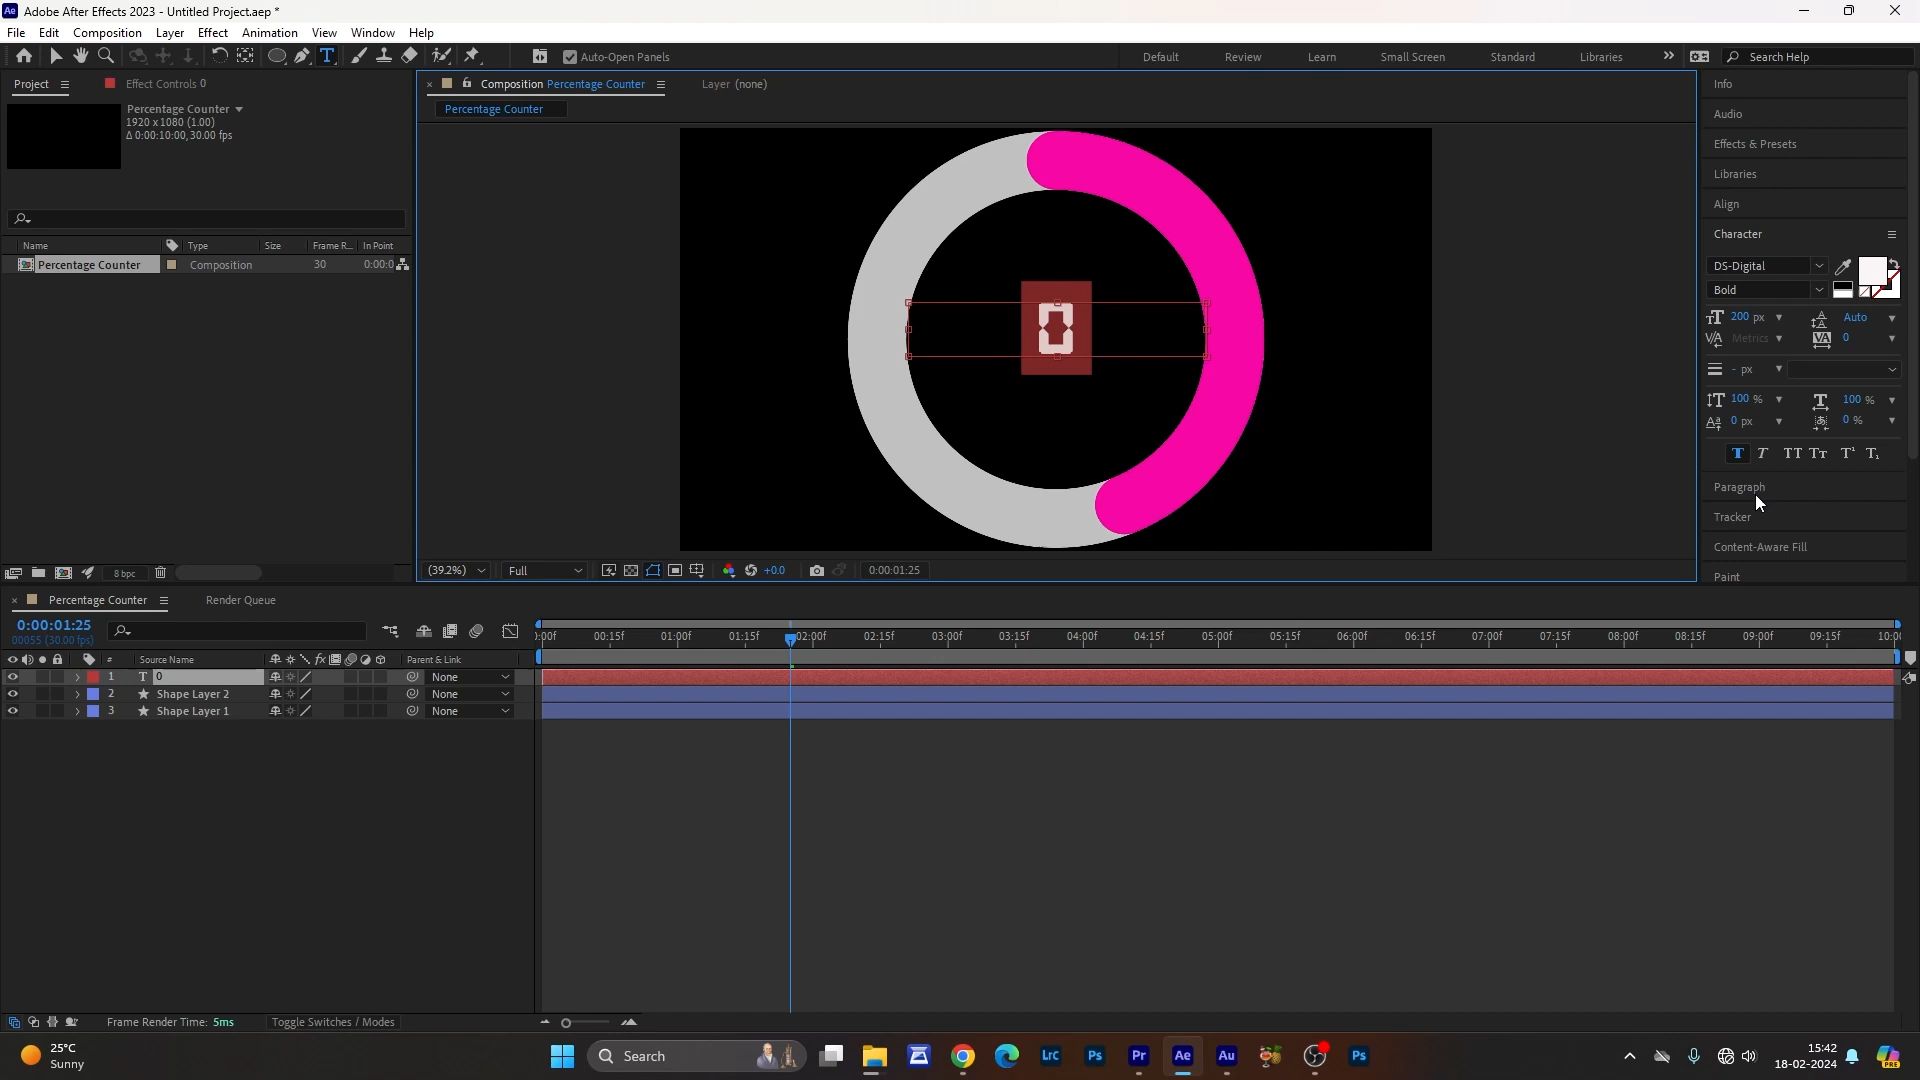 Adobe After Effects 2023 - Untitled Project.aep *
File Edit Composition Layer Effect Animation View Window Help
Auto-Open Panels
Default Review Learn Small Screen Standard Libraries Search Help
Project Effect Controls 0
Composition Percentage Counter Layer (none)
Percentage Counter
Percentage Counter
1920 x 1080 (1.00)
Δ 0:00:10:00, 30.00 fps
Name Type Size Frame R... In Point
Percentage Counter Composition 30 0:00:0
0
Info
Audio
Effects & Presets
Libraries
Align
Character
DS-Digital
Bold
200 px Auto
Metrics 0
- px
100 % 100 %
0 px 0 %
Paragraph
Tracker
Content-Aware Fill
Paint
8 bpc
(39.2%) Full +0.0 0:00:01:25
Percentage Counter Render Queue
0:00:01:25
00055 (30.00 fps)
:00f 00:15f 01:00f 01:15f 02:00f 02:15f 03:00f 03:15f 04:00f 04:15f 05:00f 05:15f 06:00f 06:15f 07:00f 07:15f 08:00f 08:15f 09:00f 09:15f 10:0
# Source Name Parent & Link
1 T 0 None
2 Shape Layer 2 None
3 Shape Layer 1 None
Frame Render Time: 5ms Toggle Switches / Modes
25°C
Sunny
Search
LrC Ps Pr Ae Au Ps
15:42
18-02-2024
PRE